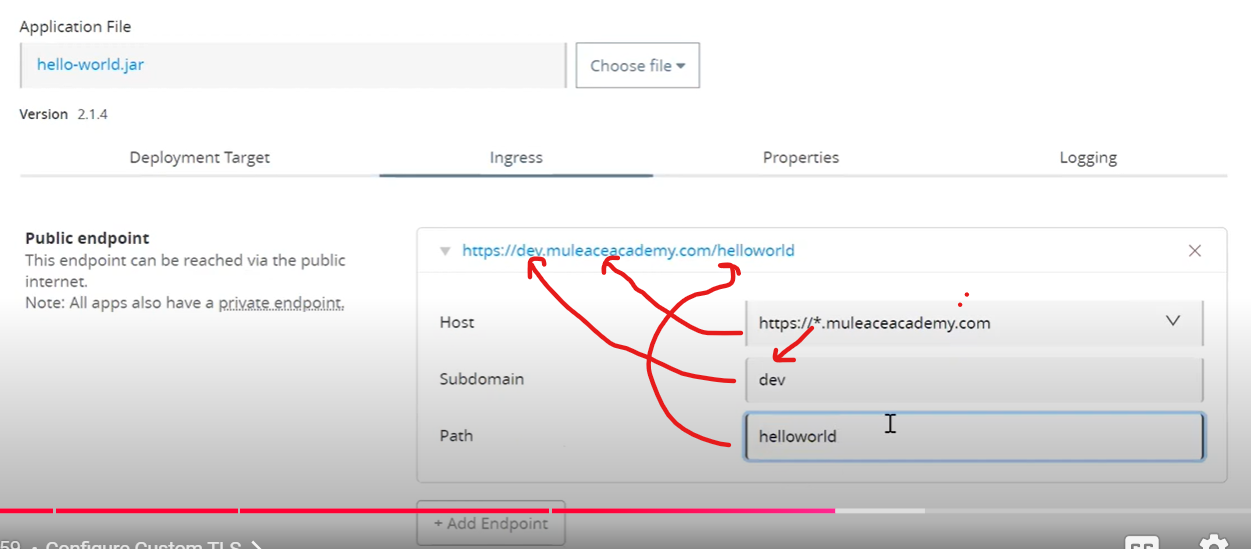 Application File
hello-world.jar
Choose file
Version 2.1.4
Deployment Target Ingress Properties Logging
Public endpoint
This endpoint can be reached via the public
internet.
Note: All apps also have a private endpoint.
https://dev.muleaceacademy.com/helloworld
Host
https://*.muleaceacademy.com
Subdomain
dev
Path
helloworld
+ Add Endpoint
59 • Configure Custom TLS